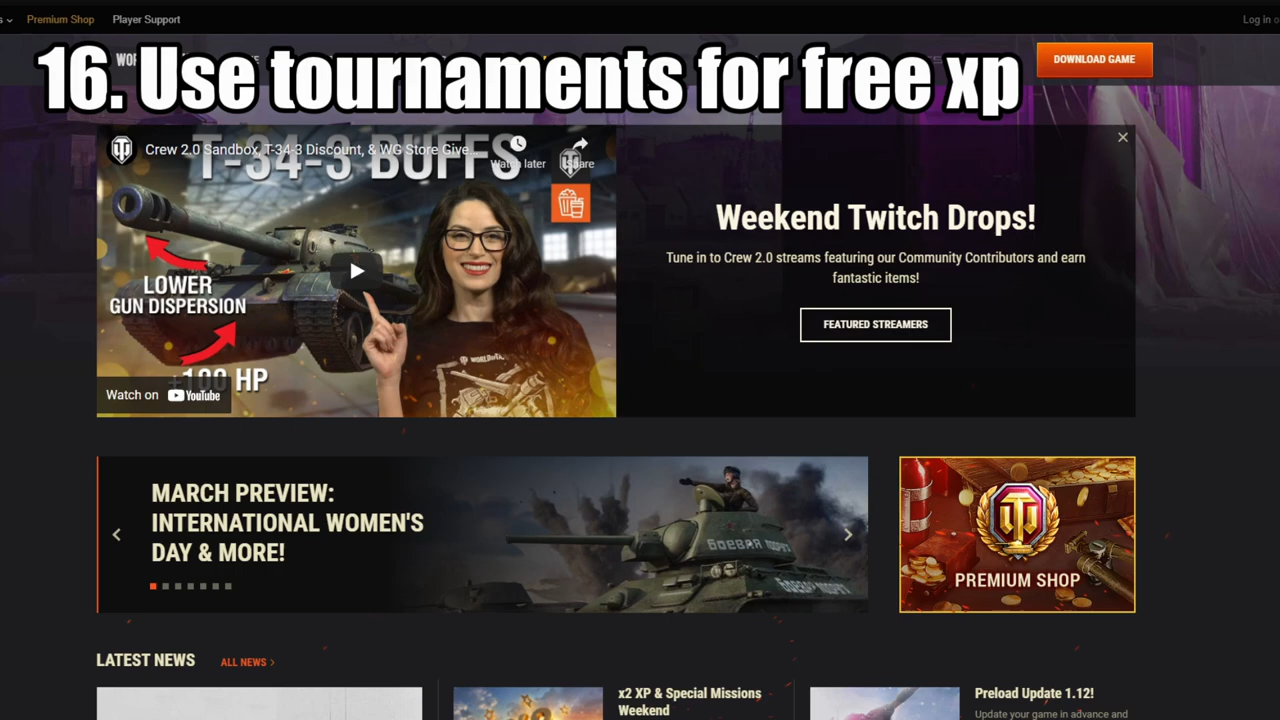 Premium Shop
Player Support
Log in
16. Use tournaments for free xp
DOWNLOAD GAME
T-34-3 BUFFS
Crew 2.0 Sandbox, T-34-3 Discount, & WG Store Give...
Watch later
Share
LOWER
GUN DISPERSION
+100 HP
Watch on YouTube
Weekend Twitch Drops!
Tune in to Crew 2.0 streams featuring our Community Contributors and earn
fantastic items!
FEATURED STREAMERS
MARCH PREVIEW:
INTERNATIONAL WOMEN'S
DAY & MORE!
PREMIUM SHOP
LATEST NEWS
ALL NEWS
x2 XP & Special Missions
Weekend
Preload Update 1.12!
Update your game in advance and